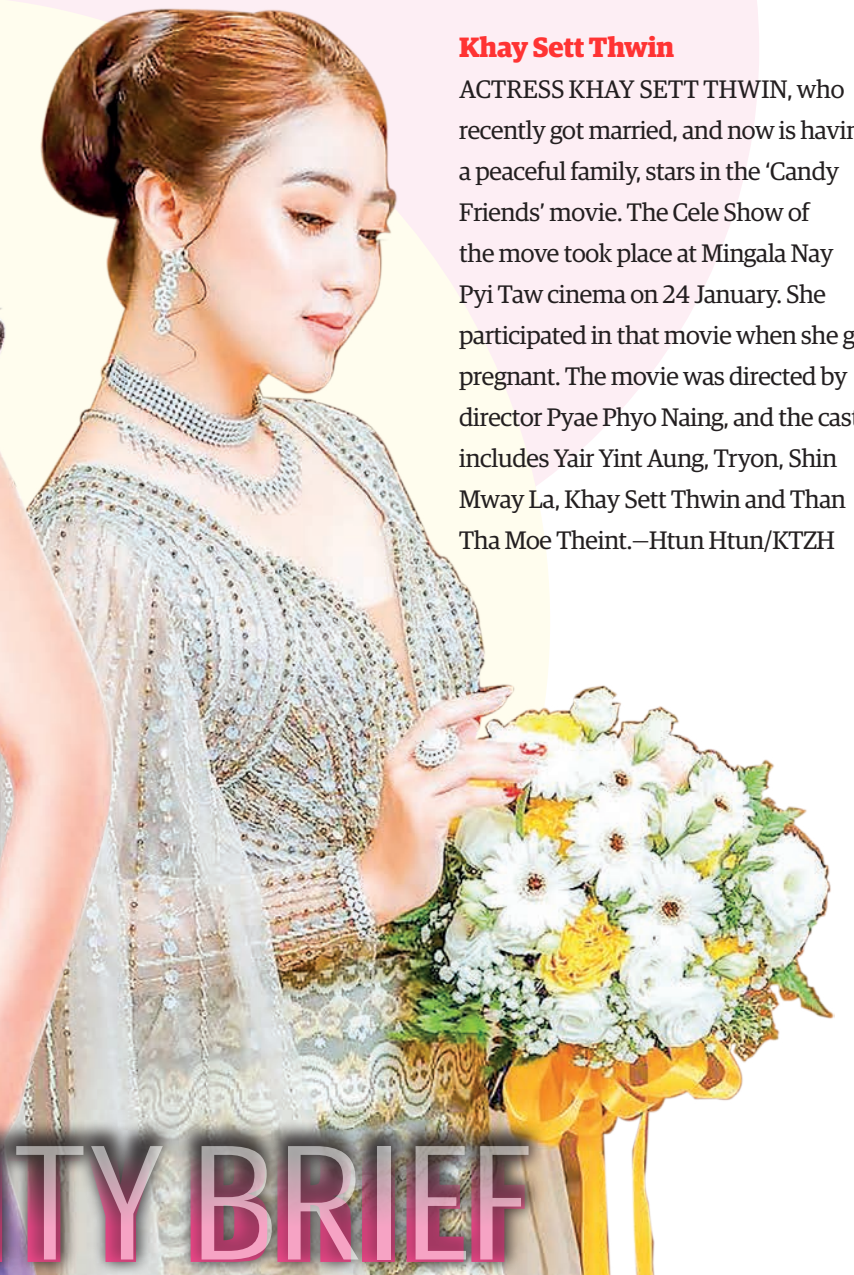 Khay Sett Thwin
ACTRESS KHAY SETT THWIN, who
recently got married, and now is havin
a peaceful family, stars in the ‘Candy
Friends’ movie. The Cele Show of
the move took place at Mingala Nay
Pyi Taw cinema on 24 January. She
participated in that movie when she g
pregnant. The movie was directed by
director Pyae Phyo Naing, and the cast
includes Yair Yint Aung, Tryon, Shin
Mway La, Khay Sett Thwin and Than
Tha Moe Theint.—Htun Htun/KTZH
ITY BRIEF